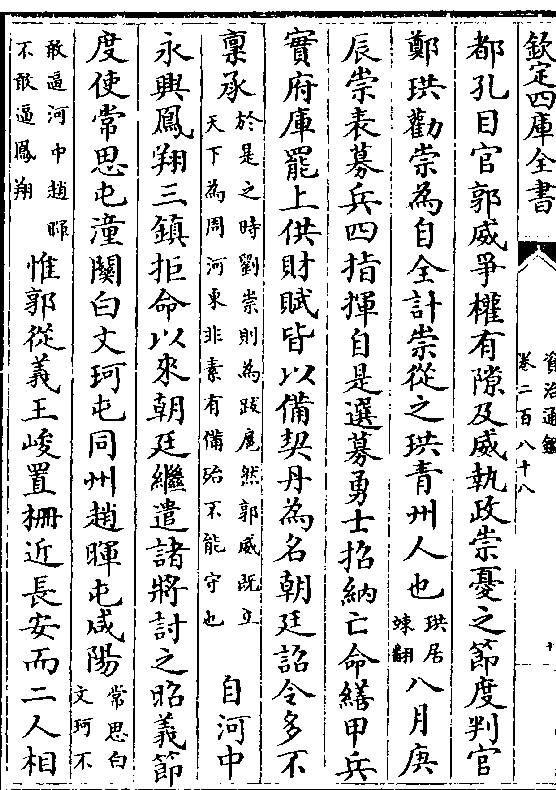 欽定四庫全書
資治通鑑
卷二百八十八
十
都孔目官郭威爭權有隙及威執政崇憂之節度判官
鄭珙勸崇為自全計崇從之珙青州人也
珙居
竦翻
八月庚
辰崇表募兵四指揮自是選募勇士招納亡命繕甲兵
實府庫罷上供財賦皆以備契丹為名朝廷詔令多不
稟承
於是之時劉崇則為跋扈然郭威既立
天下為周河東非素有備殆不能守也
自河中
永興鳳翔三鎮拒命以來朝廷繼遣諸將討之昭義節
度使常思屯潼關白文珂屯同州趙暉屯咸陽
常思白
文珂不
敢逼河中趙暉
不敢逼鳳翔
惟郭從義王峻置柵近長安而二人相